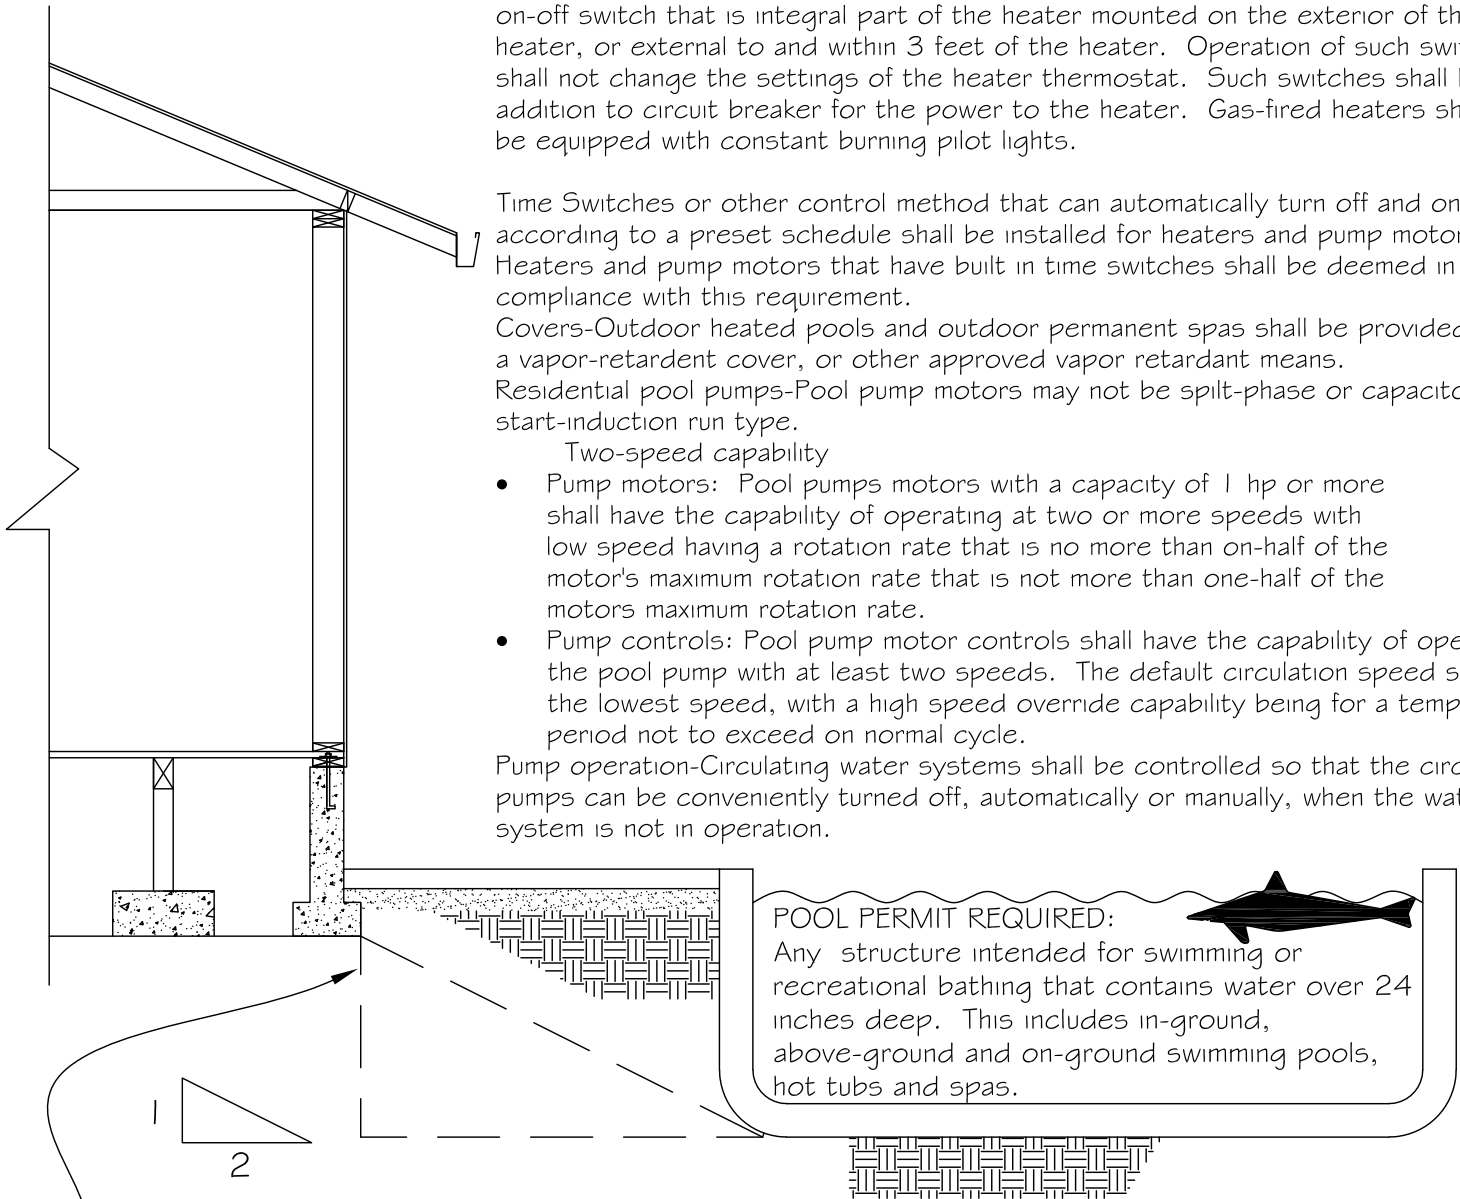 on-off switch that is integral part of the heater mounted on the exterior of th
heater, or external to and within 3 feet of the heater.  Operation of such swi
shall not change the settings of the heater thermostat.  Such switches shall
addition to circuit breaker for the power to the heater.  Gas-fired heaters sh
be equipped with constant burning pilot lights.
Time Switches or other control method that can automatically turn off and on
according to a preset schedule shall be installed for heaters and pump motor
Heaters and pump motors that have built in time switches shall be deemed in
compliance with this requirement.
Covers-Outdoor heated pools and outdoor permanent spas shall be provided
a vapor-retardent cover, or other approved vapor retardant means.
Residential pool pumps-Pool pump motors may not be spilt-phase or capacito
start-induction run type.
Two-speed capability
• Pump motors:  Pool pumps motors with a capacity of 1 hp or more
shall have the capability of operating at two or more speeds with
low speed having a rotation rate that is no more than on-half of the
motor's maximum rotation rate that is not more than one-half of the
motors maximum rotation rate.
• Pump controls: Pool pump motor controls shall have the capability of ope
the pool pump with at least two speeds.  The default circulation speed s
the lowest speed, with a high speed override capability being for a temp
period not to exceed on normal cycle.
Pump operation-Circulating water systems shall be controlled so that the circ
pumps can be conveniently turned off, automatically or manually, when the wat
system is not in operation.
POOL PERMIT REQUIRED:
Any  structure intended for swimming or
recreational bathing that contains water over 24
inches deep.  This includes in-ground,
above-ground and on-ground swimming pools,
hot tubs and spas.
1
2